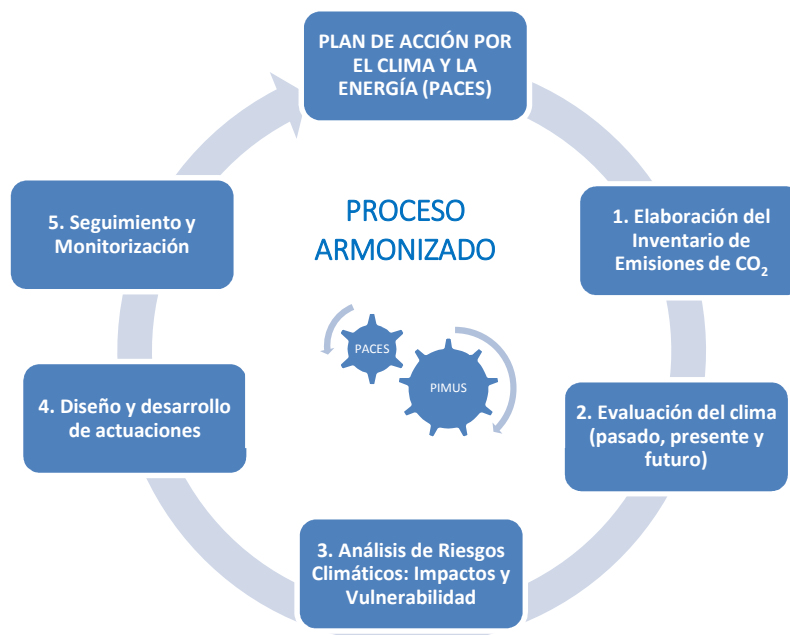 PLAN DE ACCIÓN POR
EL CLIMA Y LA
ENERGÍA (PACES)
1. Elaboración del
Inventario de
Emisiones de CO₂
2. Evaluación del clima
(pasado, presente y
futuro)
3. Análisis de Riesgos
Climáticos: Impactos y
Vulnerabilidad
4. Diseño y desarrollo
de actuaciones
5. Seguimiento y
Monitorización
PROCESO
ARMONIZADO
PACES
PIMUS